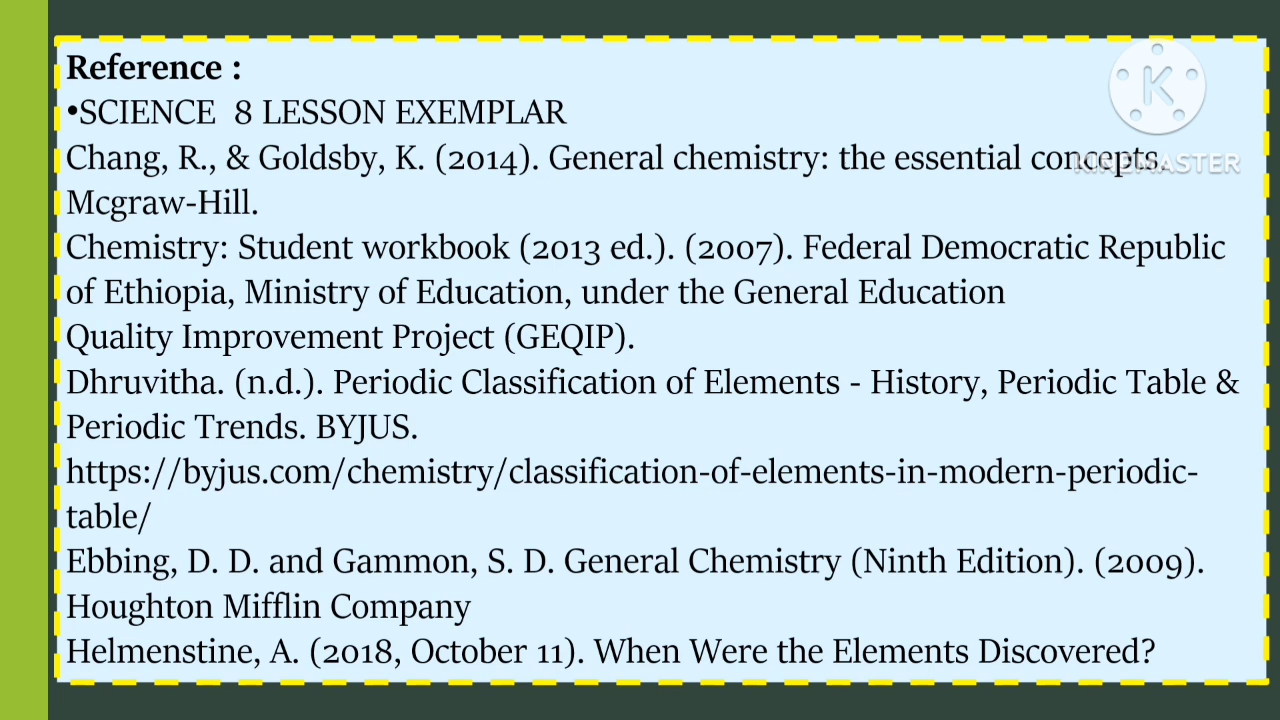 Reference :
•SCIENCE  8 LESSON EXEMPLAR
Chang, R., & Goldsby, K. (2014). General chemistry: the essential concepts.
Mcgraw-Hill.
Chemistry: Student workbook (2013 ed.). (2007). Federal Democratic Republic
of Ethiopia, Ministry of Education, under the General Education
Quality Improvement Project (GEQIP).
Dhruvitha. (n.d.). Periodic Classification of Elements - History, Periodic Table &
Periodic Trends. BYJUS.
https://byjus.com/chemistry/classification-of-elements-in-modern-periodic-
table/
Ebbing, D. D. and Gammon, S. D. General Chemistry (Ninth Edition). (2009).
Houghton Mifflin Company
Helmenstine, A. (2018, October 11). When Were the Elements Discovered?
K
KINEMASTER